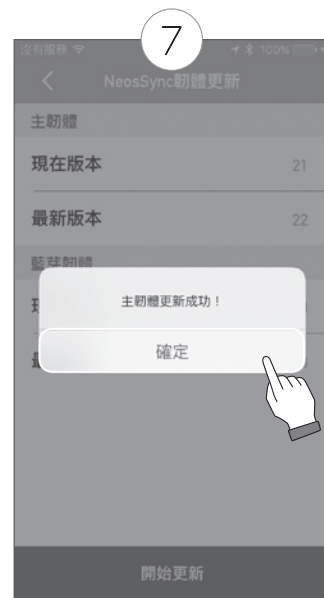 7
沒有服務 100%
NeosSync韌體更新
主韌體
現在版本 21
最新版本 22
藍芽韌體
主韌體更新成功！
確定
開始更新